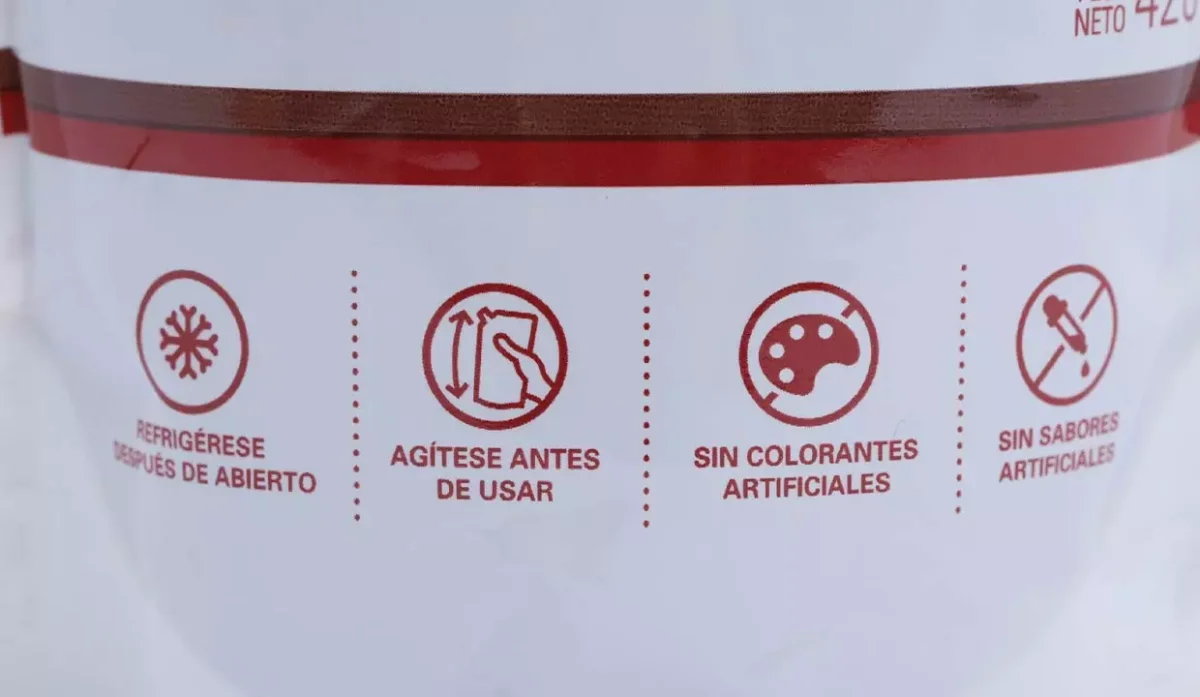 NETO
REFRIGÉRESE
DESPUÉS DE ABIERTO
AGÍTESE ANTES
DE USAR
SIN COLORANTES
ARTIFICIALES
SIN SABORES
ARTIFICIALES